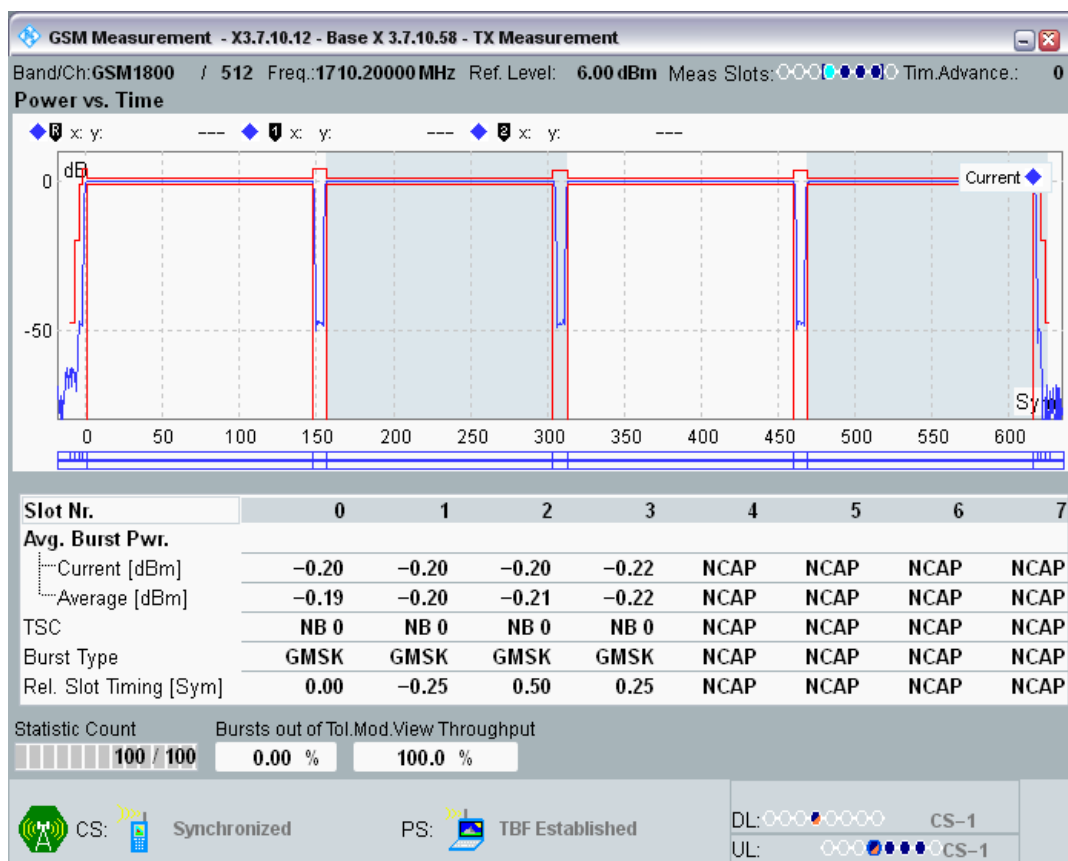 GSM Measurement - X3.7.10.12 - Base X 3.7.10.58 - TX Measurement
Band/Ch:GSM1800 / 512 Freq.:1710.20000 MHz Ref. Level: 6.00 dBm Meas Slots: Tim.Advance.: 0
Power vs. Time
R x: y: --- 1 x: y: --- 2 x: y: ---
dB
0
Current
-50
Sym
0 50 100 150 200 250 300 350 400 450 500 550 600
Slot Nr. 0 1 2 3 4 5 6 7
Avg. Burst Pwr.
Current [dBm] −0.20 −0.20 −0.20 −0.22 NCAP NCAP NCAP NCAP
Average [dBm] −0.19 −0.20 −0.21 −0.22 NCAP NCAP NCAP NCAP
TSC NB 0 NB 0 NB 0 NB 0 NCAP NCAP NCAP NCAP
Burst Type GMSK GMSK GMSK GMSK NCAP NCAP NCAP NCAP
Rel. Slot Timing [Sym] 0.00 −0.25 0.50 0.25 NCAP NCAP NCAP NCAP
Statistic Count Bursts out of Tol.Mod.View Throughput
100 / 100 0.00 % 100.0 %
CS: Synchronized PS: TBF Established DL: CS−1
UL: CS−1